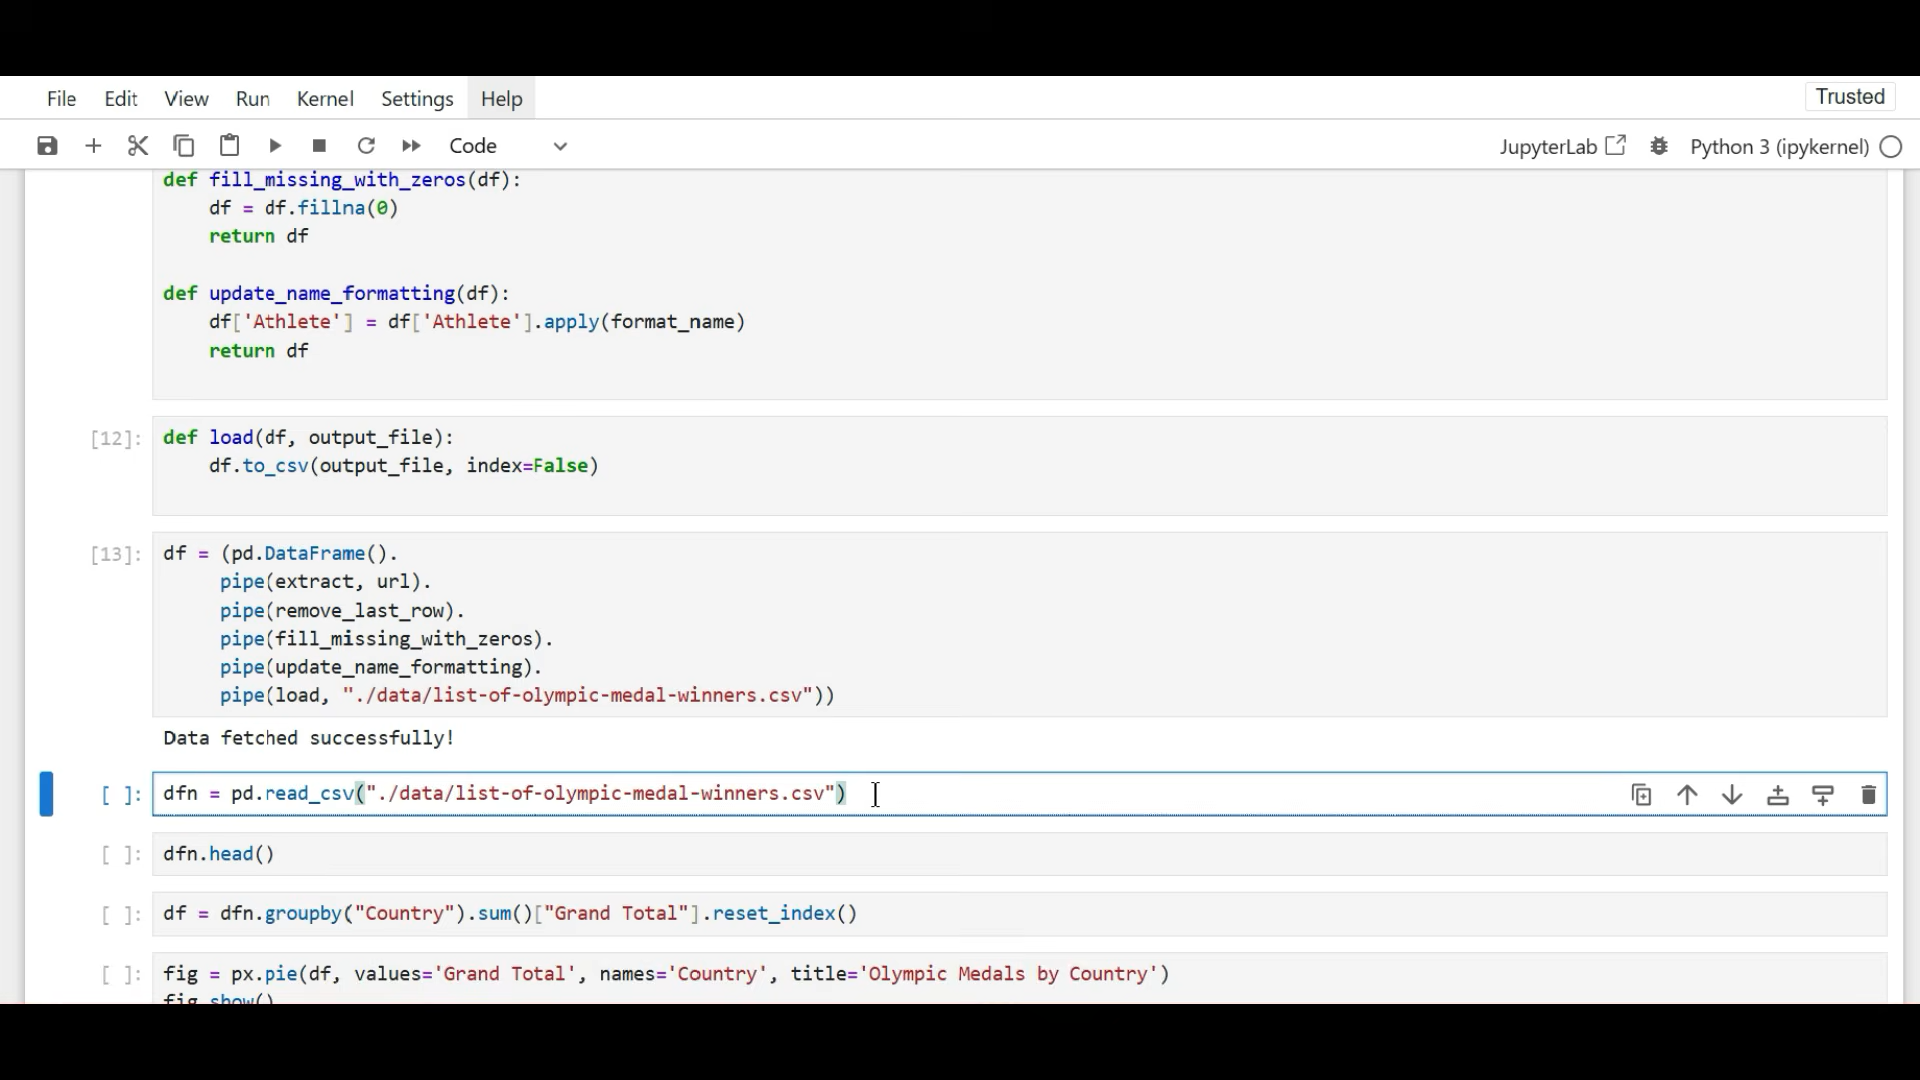 File Edit View Run Kernel Settings Help Trusted
Code JupyterLab Python 3 (ipykernel)
def fill_missing_with_zeros(df):
    df = df.fillna(0)
    return df
def update_name_formatting(df):
    df['Athlete'] = df['Athlete'].apply(format_name)
    return df
[12]: def load(df, output_file):
    df.to_csv(output_file, index=False)
[13]: df = (pd.DataFrame().
     pipe(extract, url).
     pipe(remove_last_row).
     pipe(fill_missing_with_zeros).
     pipe(update_name_formatting).
     pipe(load, "./data/list-of-olympic-medal-winners.csv"))
Data fetched successfully!
[ ]: dfn = pd.read_csv("./data/list-of-olympic-medal-winners.csv")
[ ]: dfn.head()
[ ]: df = dfn.groupby("Country").sum()["Grand Total"].reset_index()
[ ]: fig = px.pie(df, values='Grand Total', names='Country', title='Olympic Medals by Country')
fig.show()